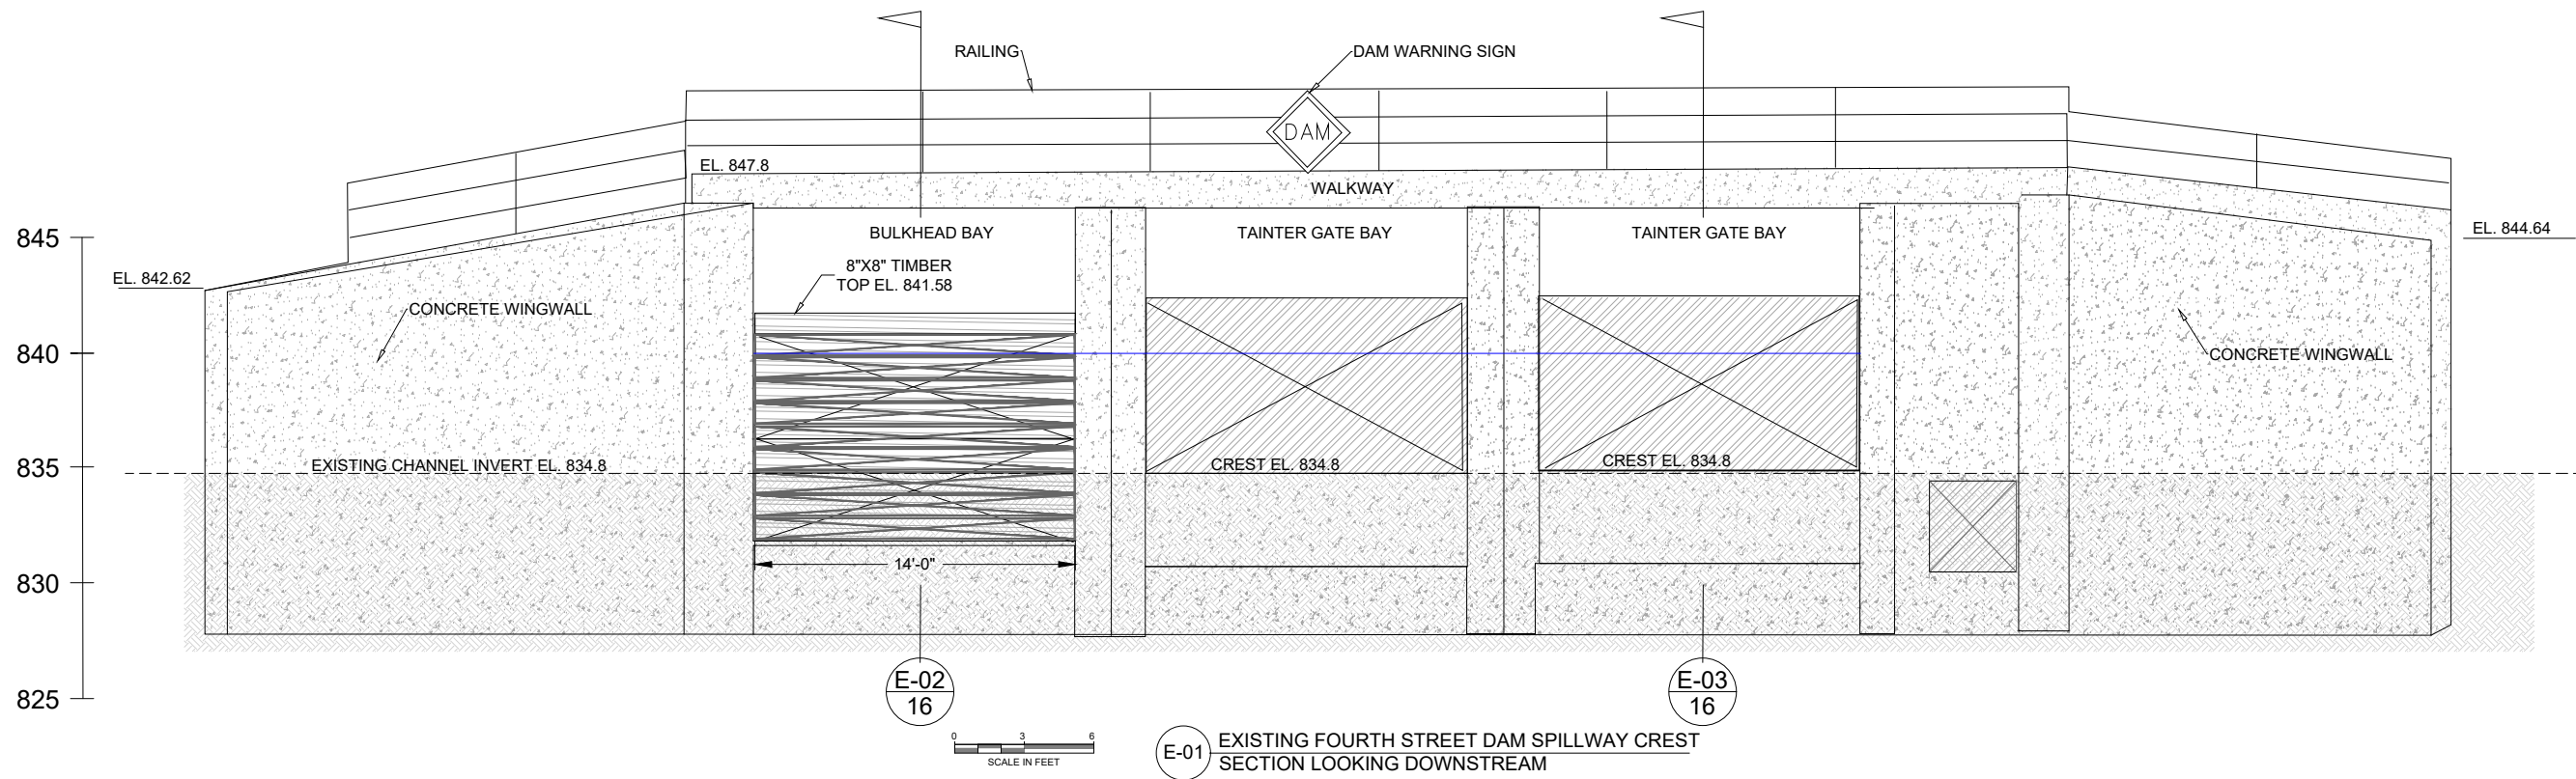 RAILING
DAM WARNING SIGN
DAM
EL. 847.8
WALKWAY
845
BULKHEAD BAY
TAINTER GATE BAY
TAINTER GATE BAY
EL. 844.64
8"X8" TIMBER
TOP EL. 841.58
EL. 842.62
CONCRETE WINGWALL
840
CONCRETE WINGWALL
835
EXISTING CHANNEL INVERT EL. 834.8
CREST EL. 834.8
CREST EL. 834.8
830
14'-0"
825
E-02
16
E-03
16
0 3 6
SCALE IN FEET
E-01
EXISTING FOURTH STREET DAM SPILLWAY CREST
SECTION LOOKING DOWNSTREAM